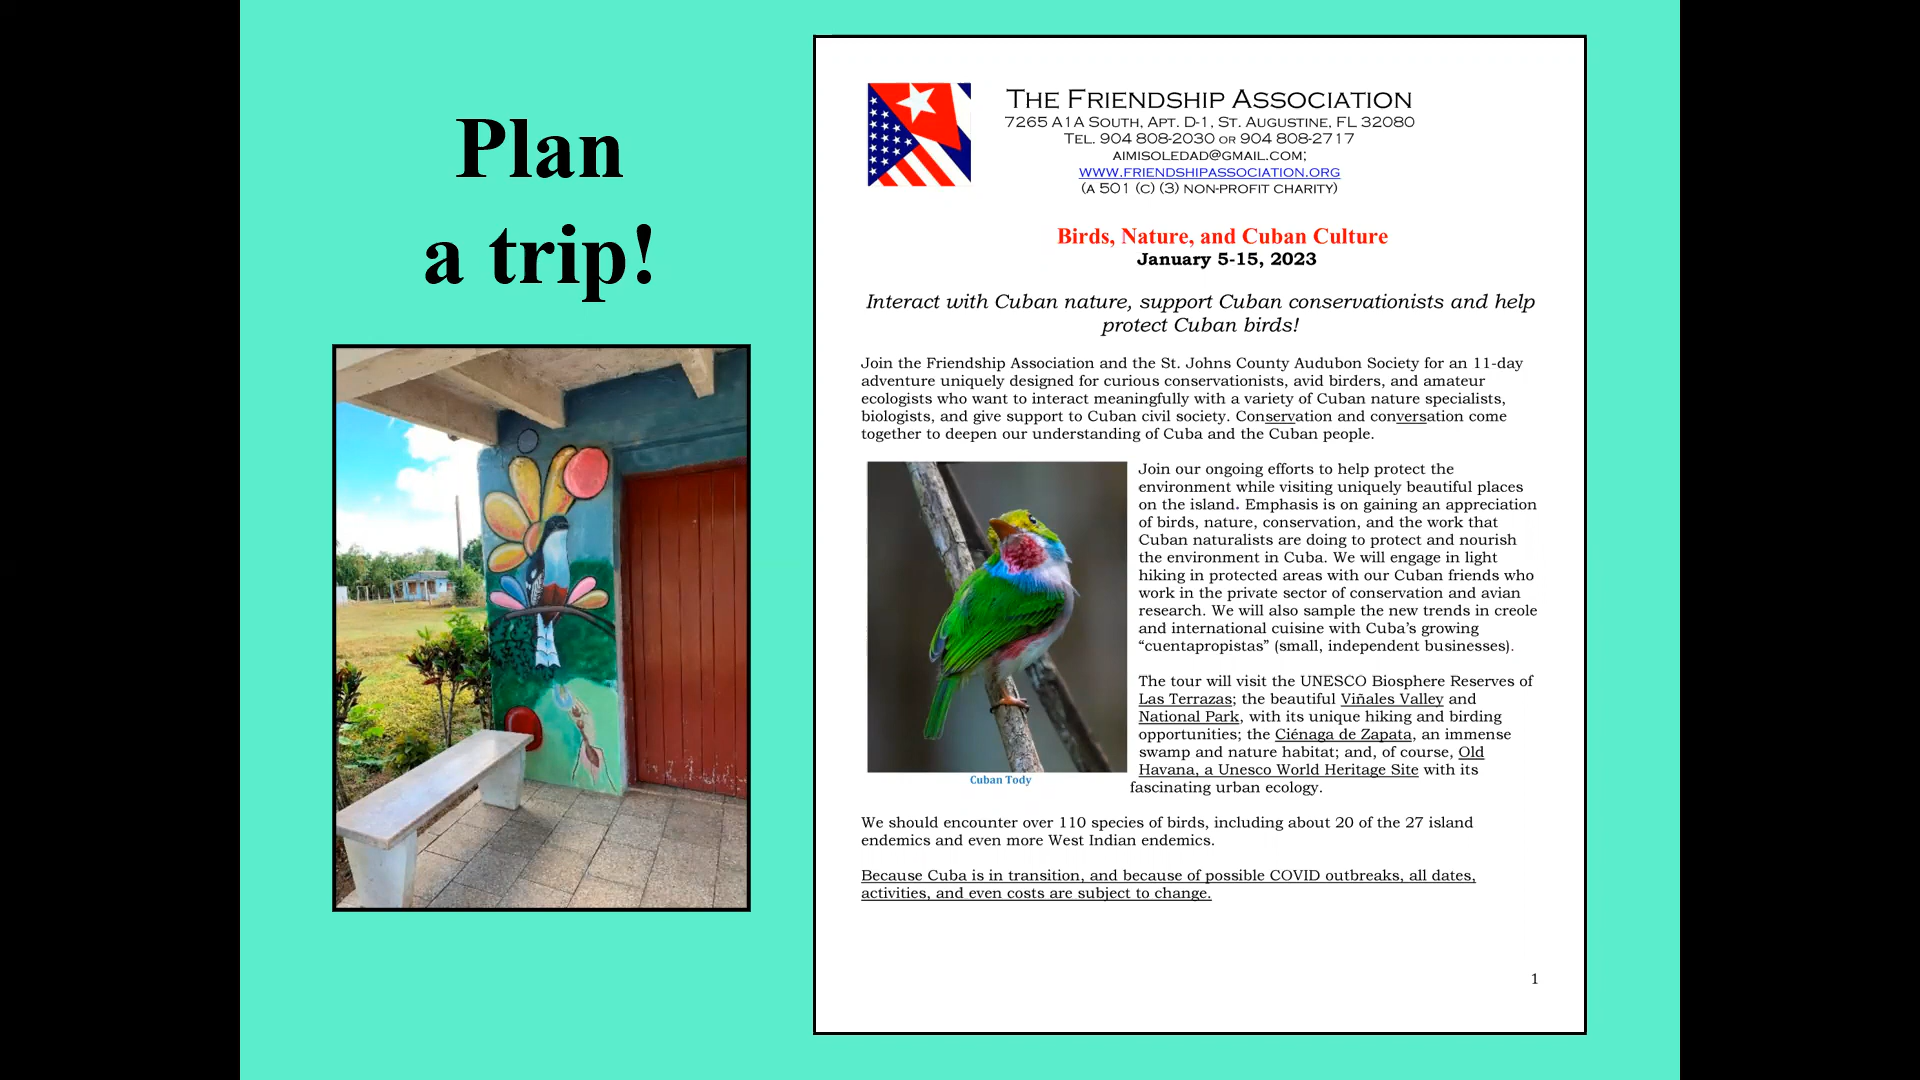 Plan
a trip!
THE FRIENDSHIP ASSOCIATION
7265 A1A SOUTH, APT. D-1, ST. AUGUSTINE, FL 32080
TEL. 904 808-2030 OR 904 808-2717
AIMISOLEDAD@GMAIL.COM;
WWW.FRIENDSHIPASSOCIATION.ORG
(A 501 (C) (3) NON-PROFIT CHARITY)
Birds, Nature, and Cuban Culture
January 5-15, 2023
Interact with Cuban nature, support Cuban conservationists and help
protect Cuban birds!
Join the Friendship Association and the St. Johns County Audubon Society for an 11-day
adventure uniquely designed for curious conservationists, avid birders, and amateur
ecologists who want to interact meaningfully with a variety of Cuban nature specialists,
biologists, and give support to Cuban civil society. Conservation and conversation come
together to deepen our understanding of Cuba and the Cuban people.
Join our ongoing efforts to help protect the
environment while visiting uniquely beautiful places
on the island. Emphasis is on gaining an appreciation
of birds, nature, conservation, and the work that
Cuban naturalists are doing to protect and nourish
the environment in Cuba. We will engage in light
hiking in protected areas with our Cuban friends who
work in the private sector of conservation and avian
research. We will also sample the new trends in creole
and international cuisine with Cuba’s growing
“cuentapropistas” (small, independent businesses).
The tour will visit the UNESCO Biosphere Reserves of
Las Terrazas; the beautiful Viñales Valley and
National Park, with its unique hiking and birding
opportunities; the Ciénaga de Zapata, an immense
swamp and nature habitat; and, of course, Old
Havana, a Unesco World Heritage Site with its
fascinating urban ecology.
Cuban Tody
We should encounter over 110 species of birds, including about 20 of the 27 island
endemics and even more West Indian endemics.
Because Cuba is in transition, and because of possible COVID outbreaks, all dates,
activities, and even costs are subject to change.
1